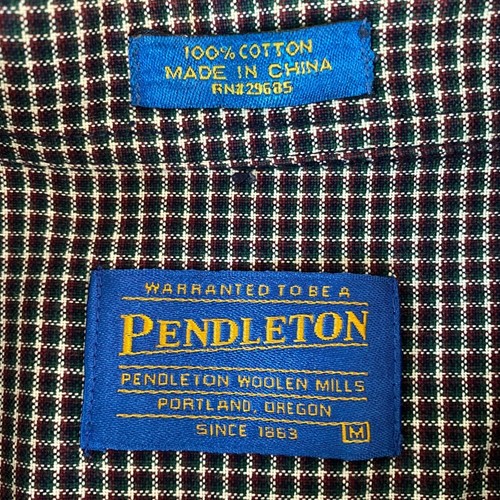 100% COTTON
MADE IN CHINA
RN#29685
WARRANTED TO BE A
PENDLETON
PENDLETON WOOLEN MILLS
PORTLAND, OREGON
SINCE 1863
M